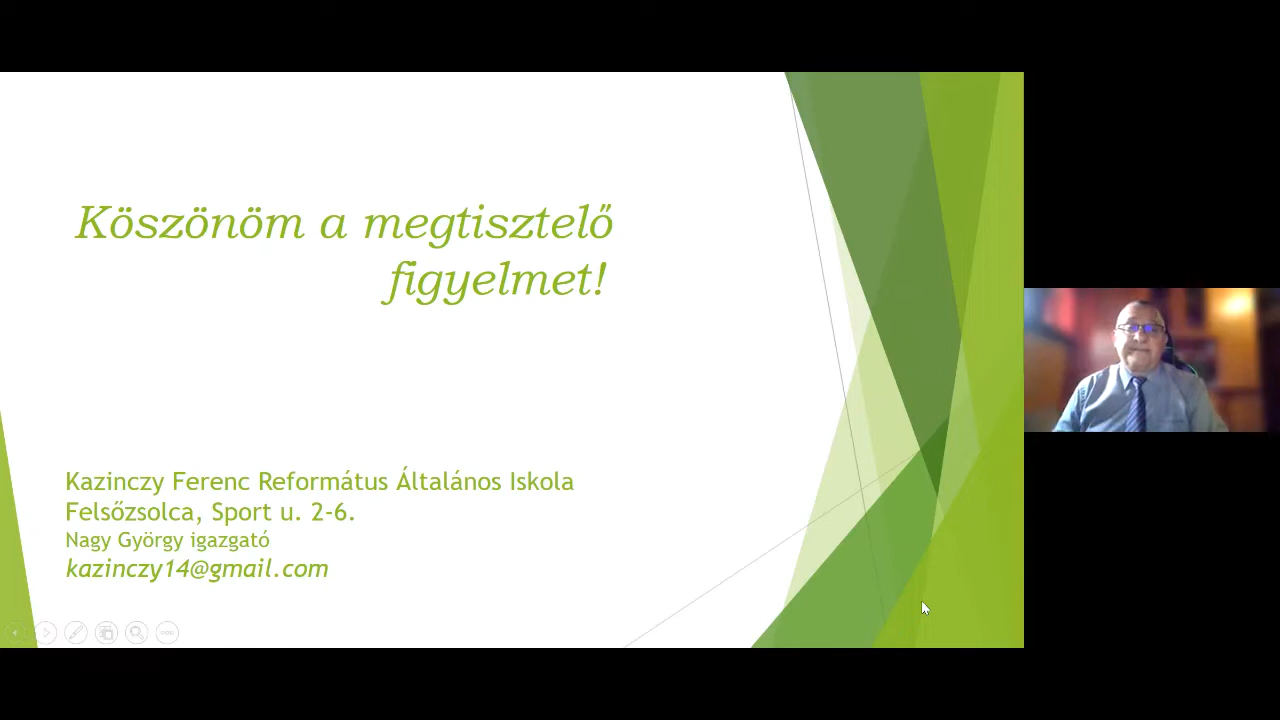 Köszönöm a megtisztelő
figyelmet!
Kazinczy Ferenc Református Általános Iskola
Felsőzsolca, Sport u. 2-6.
Nagy György igazgató
kazinczy14@gmail.com